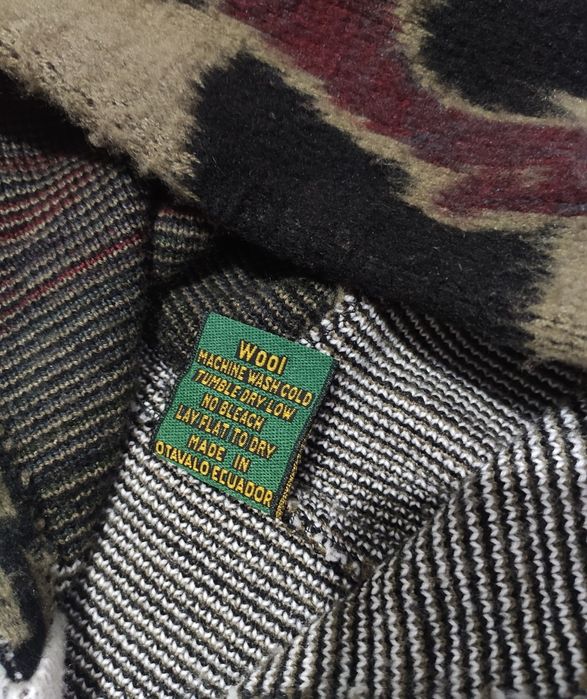 Wool
MACHINE WASH COLD
TUMBLE DRY LOW
NO BLEACH
LAY FLAT TO DRY
MADE IN
OTAVALO ECUADOR